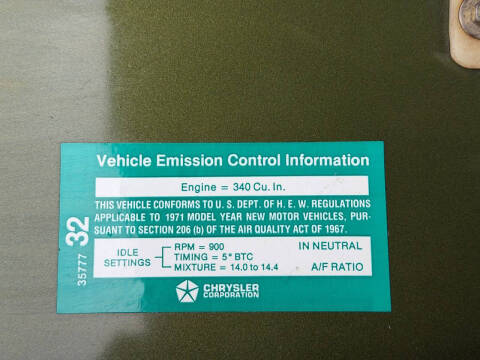 Vehicle Emission Control Information
Engine = 340 Cu. In.
THIS VEHICLE CONFORMS TO U. S. DEPT. OF H. E. W. REGULATIONS
APPLICABLE TO 1971 MODEL YEAR NEW MOTOR VEHICLES, PUR-
SUANT TO SECTION 206 (b) OF THE AIR QUALITY ACT OF 1967.
IDLE SETTINGS
RPM = 900 IN NEUTRAL
TIMING = 5° BTC
MIXTURE = 14.0 to 14.4 A/F RATIO
CHRYSLER
CORPORATION
35777 32